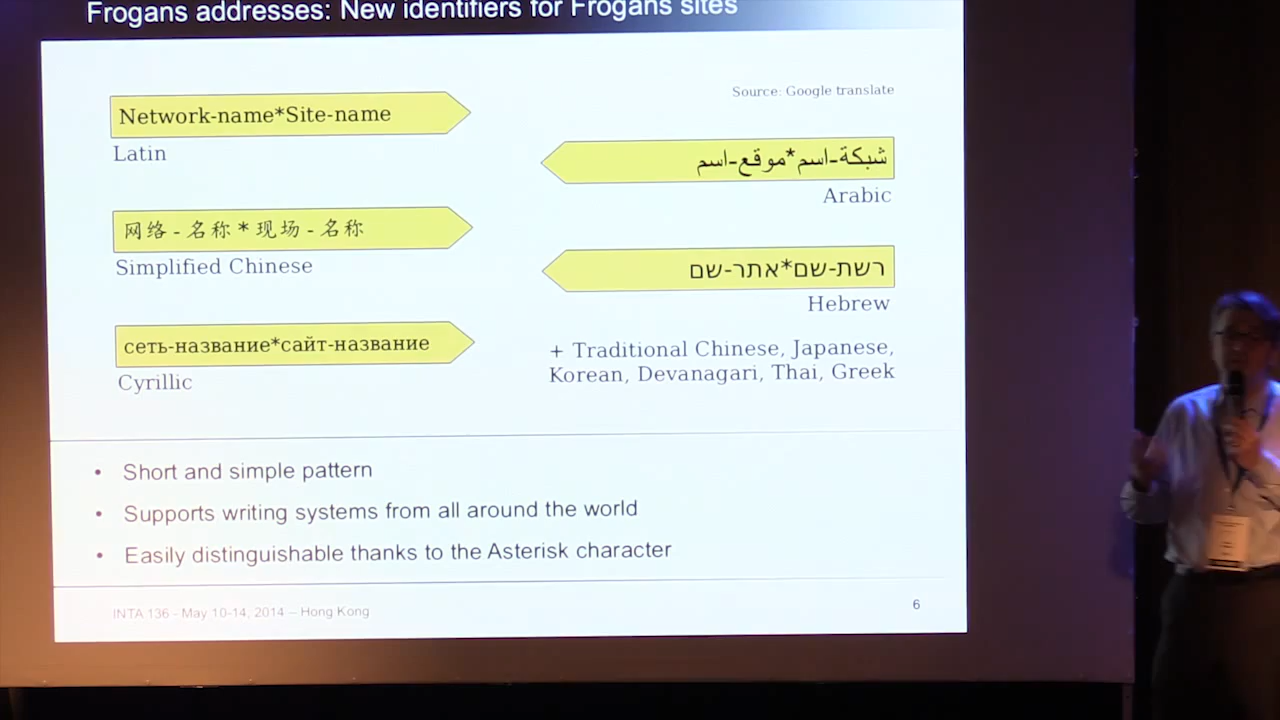 Frogans addresses: New identifiers for Frogans sites
Network-name*Site-name
Latin
网络-名称*现场-名称
Simplified Chinese
сеть-название*сайт-название
Cyrillic
Source: Google translate
شبكة-اسم*موقع-اسم
Arabic
רשת-שם*אתר-שם
Hebrew
+ Traditional Chinese, Japanese,
Korean, Devanagari, Thai, Greek
• Short and simple pattern
• Supports writing systems from all around the world
• Easily distinguishable thanks to the Asterisk character
INTA 136 - May 10-14, 2014 – Hong Kong
6